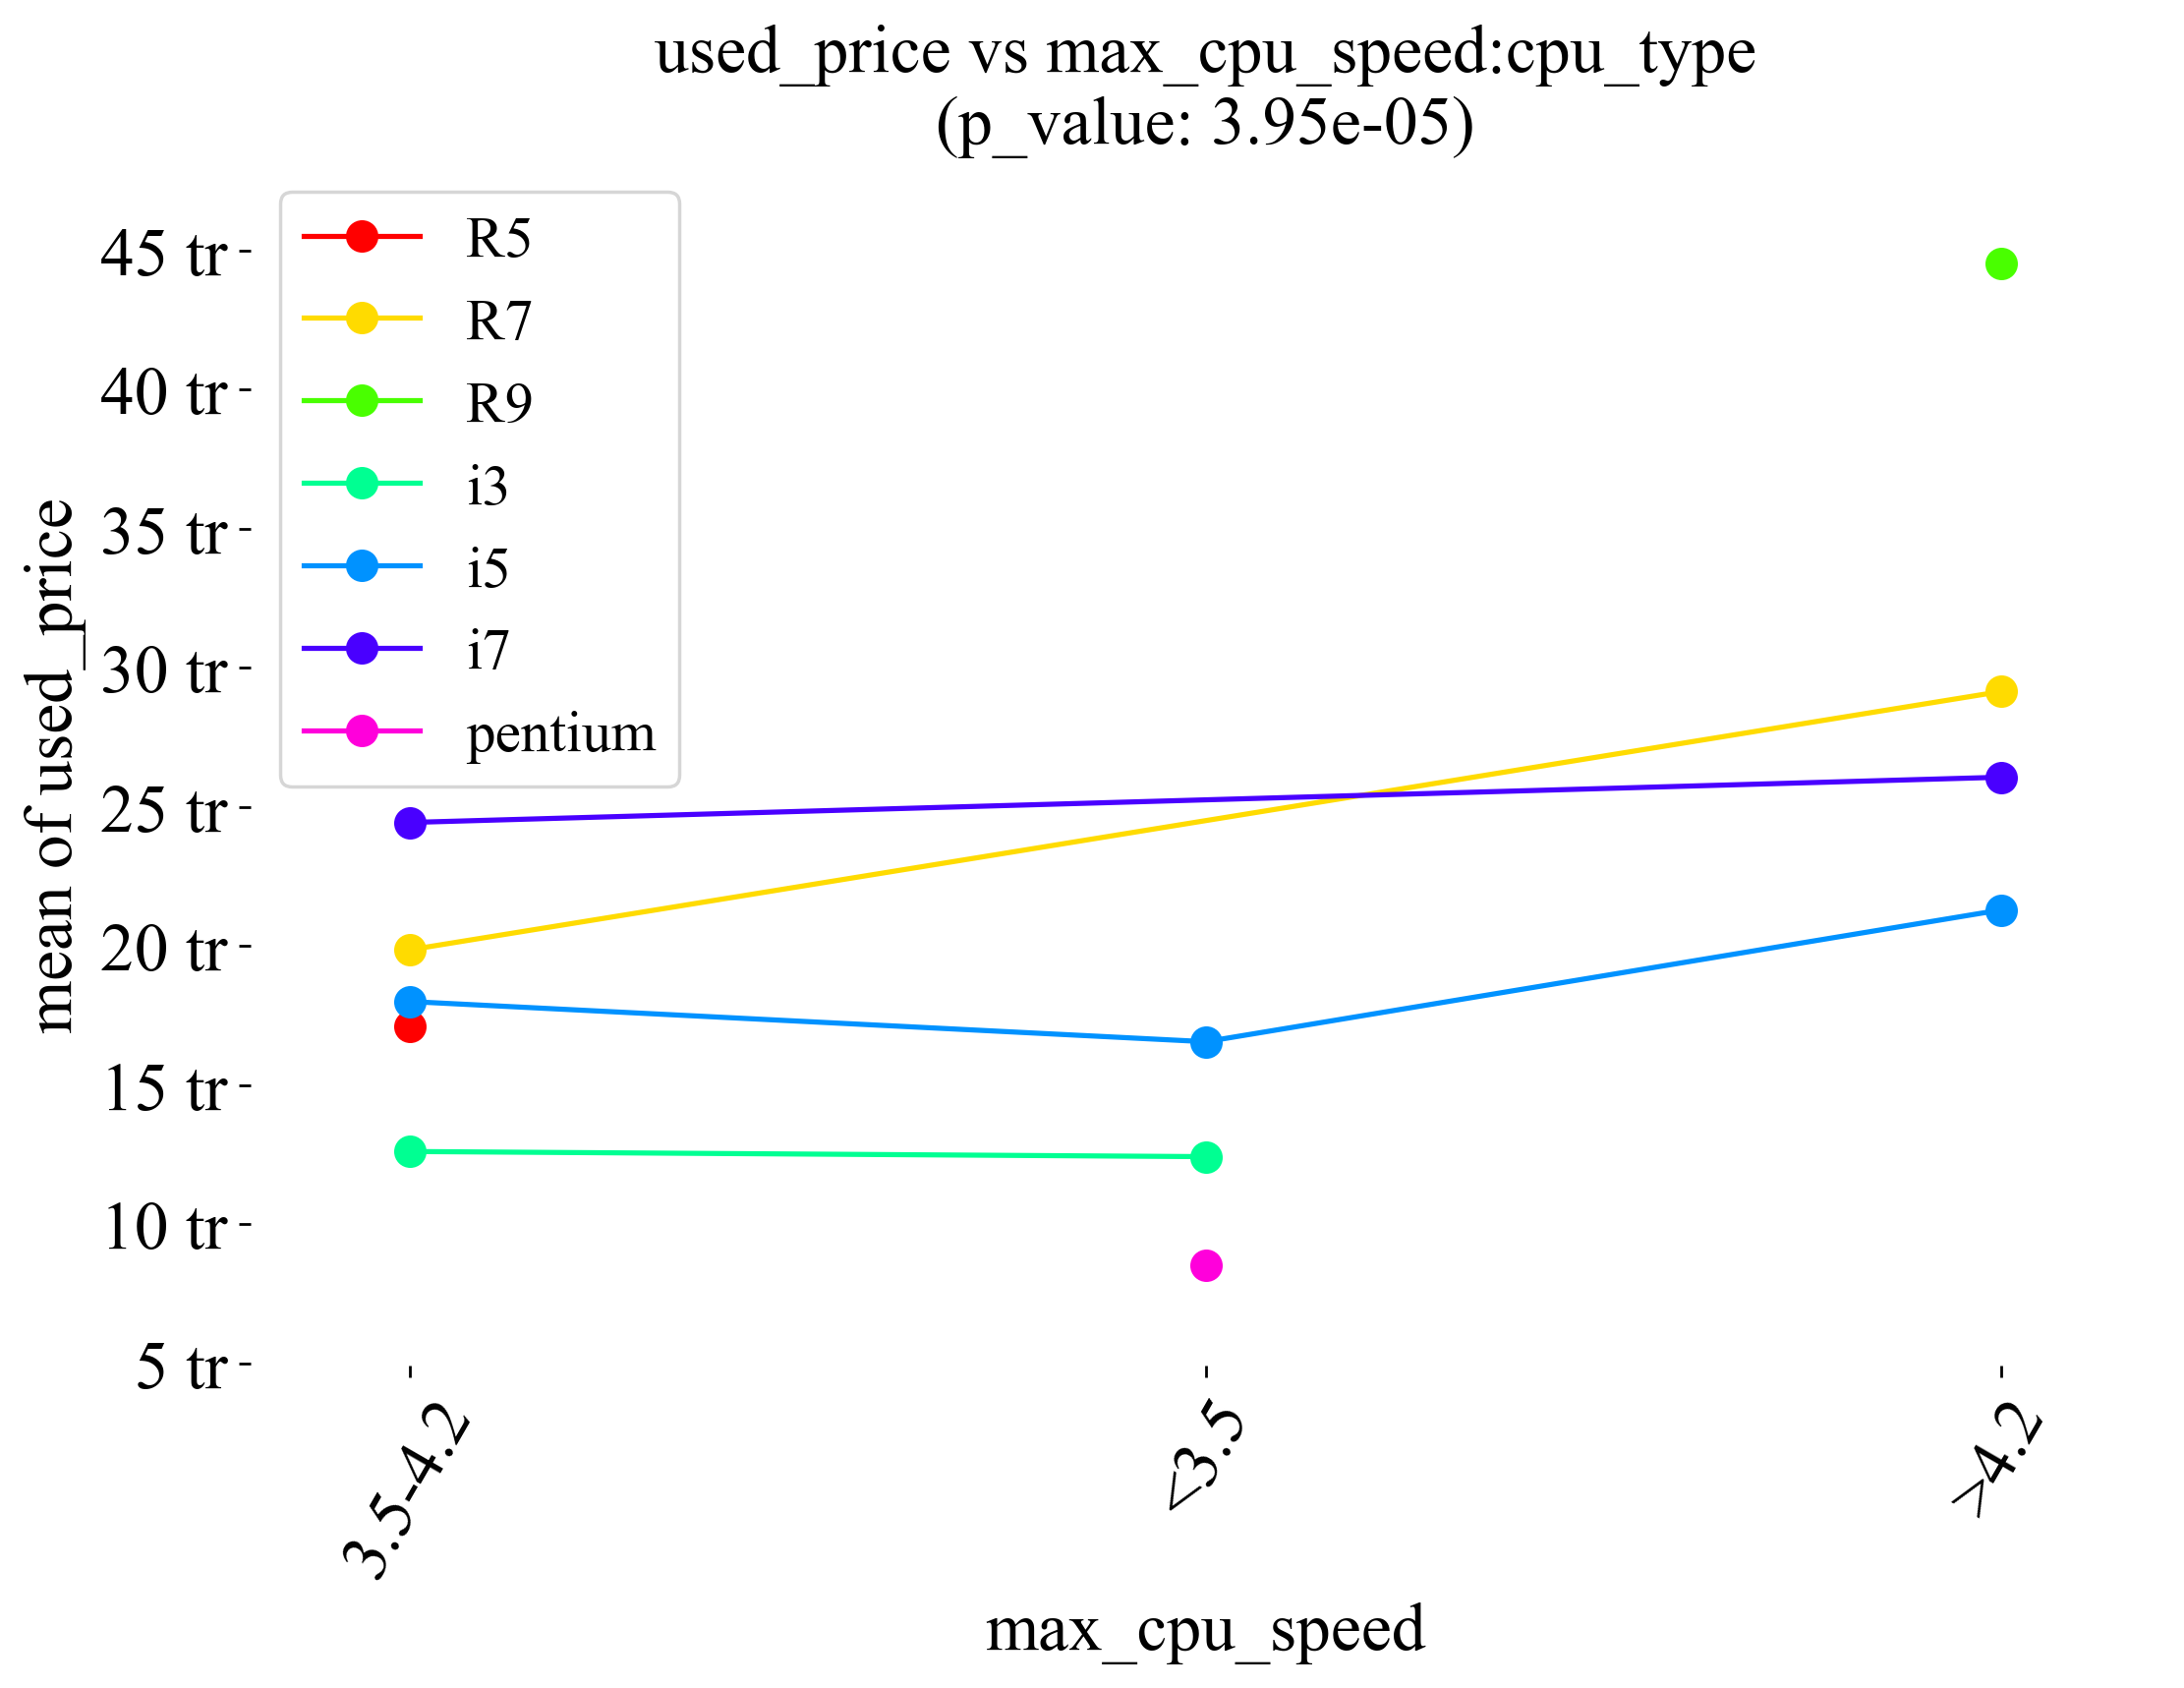 used_price vs max_cpu_speed:cpu_type
(p_value: 3.95e-05)
R5
R7
R9
i3
i5
i7
pentium
45 tr
40 tr
35 tr
30 tr
25 tr
20 tr
15 tr
10 tr
5 tr
mean of used_price
3.5-4.2
<3.5
>4.2
max_cpu_speed